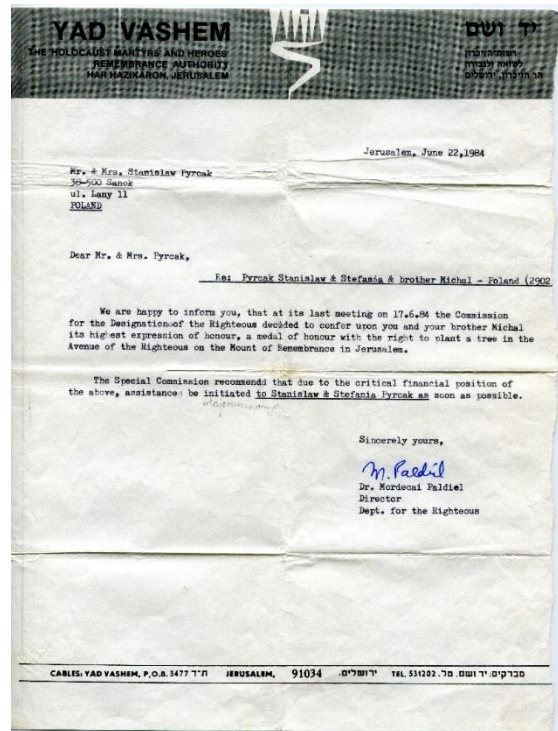 YAD VASHEM
THE HOLOCAUST MARTYRS' AND HEROES'
REMEMBRANCE AUTHORITY
HAR HAZIKARON, JERUSALEM
יד ושם
רשות הזיכרון
לשואה ולגבורה
הר הזיכרון, ירושלים
Jerusalem, June 22,1984
Mr. & Mrs. Stanislaw Pyrcak
38-500 Sanok
ul. Lany 11
POLAND
Dear Mr. & Mrs. Pyrcak,
Re: Pyrcak Stanislaw & Stefania & brother Michal - Poland (2902
We are happy to inform you, that at its last meeting on 17.6.84 the Commission
for the Designation of the Righteous decided to confer upon you and your brother Michal
its highest expression of honour, a medal of honour with the right to plant a tree in the
Avenue of the Righteous on the Mount of Remembrance in Jerusalem.
The Special Commission recommend that due to the critical financial position of
the above, assistance be initiated to Stanislaw & Stefania Pyrcak as soon as possible.
Sincerely yours,
M. Paldiel
Dr. Mordecai Paldiel
Director
Dept. for the Righteous
CABLES: YAD VASHEM, P.O.B. 3477 ת"ד JERUSALEM, 91034 ירושלים. TEL. 531202 .מברקים: יד ושם. טל